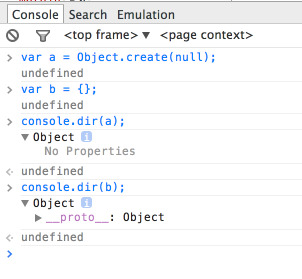 Console Search Emulation
<top frame> ▼ <page context>
> var a = Object.create(null);
undefined
> var b = {};
undefined
> console.dir(a);
▼ Object i
No Properties
<· undefined
> console.dir(b);
▼ Object i
▶ __proto__: Object
<· undefined
>